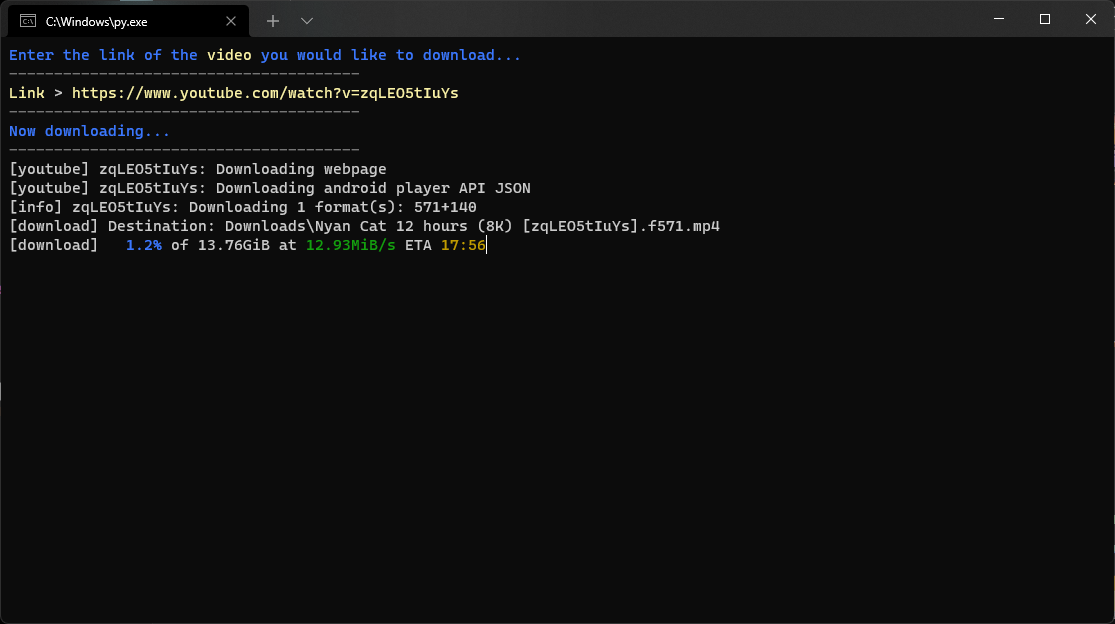 C:\Windows\py.exe
Enter the link of the video you would like to download...
---------------------------------------
Link > https://www.youtube.com/watch?v=zqLEO5tIuYs
---------------------------------------
Now downloading...
---------------------------------------
[youtube] zqLEO5tIuYs: Downloading webpage
[youtube] zqLEO5tIuYs: Downloading android player API JSON
[info] zqLEO5tIuYs: Downloading 1 format(s): 571+140
[download] Destination: Downloads\Nyan Cat 12 hours (8K) [zqLEO5tIuYs].f571.mp4
[download]   1.2% of 13.76GiB at 12.93MiB/s ETA 17:56